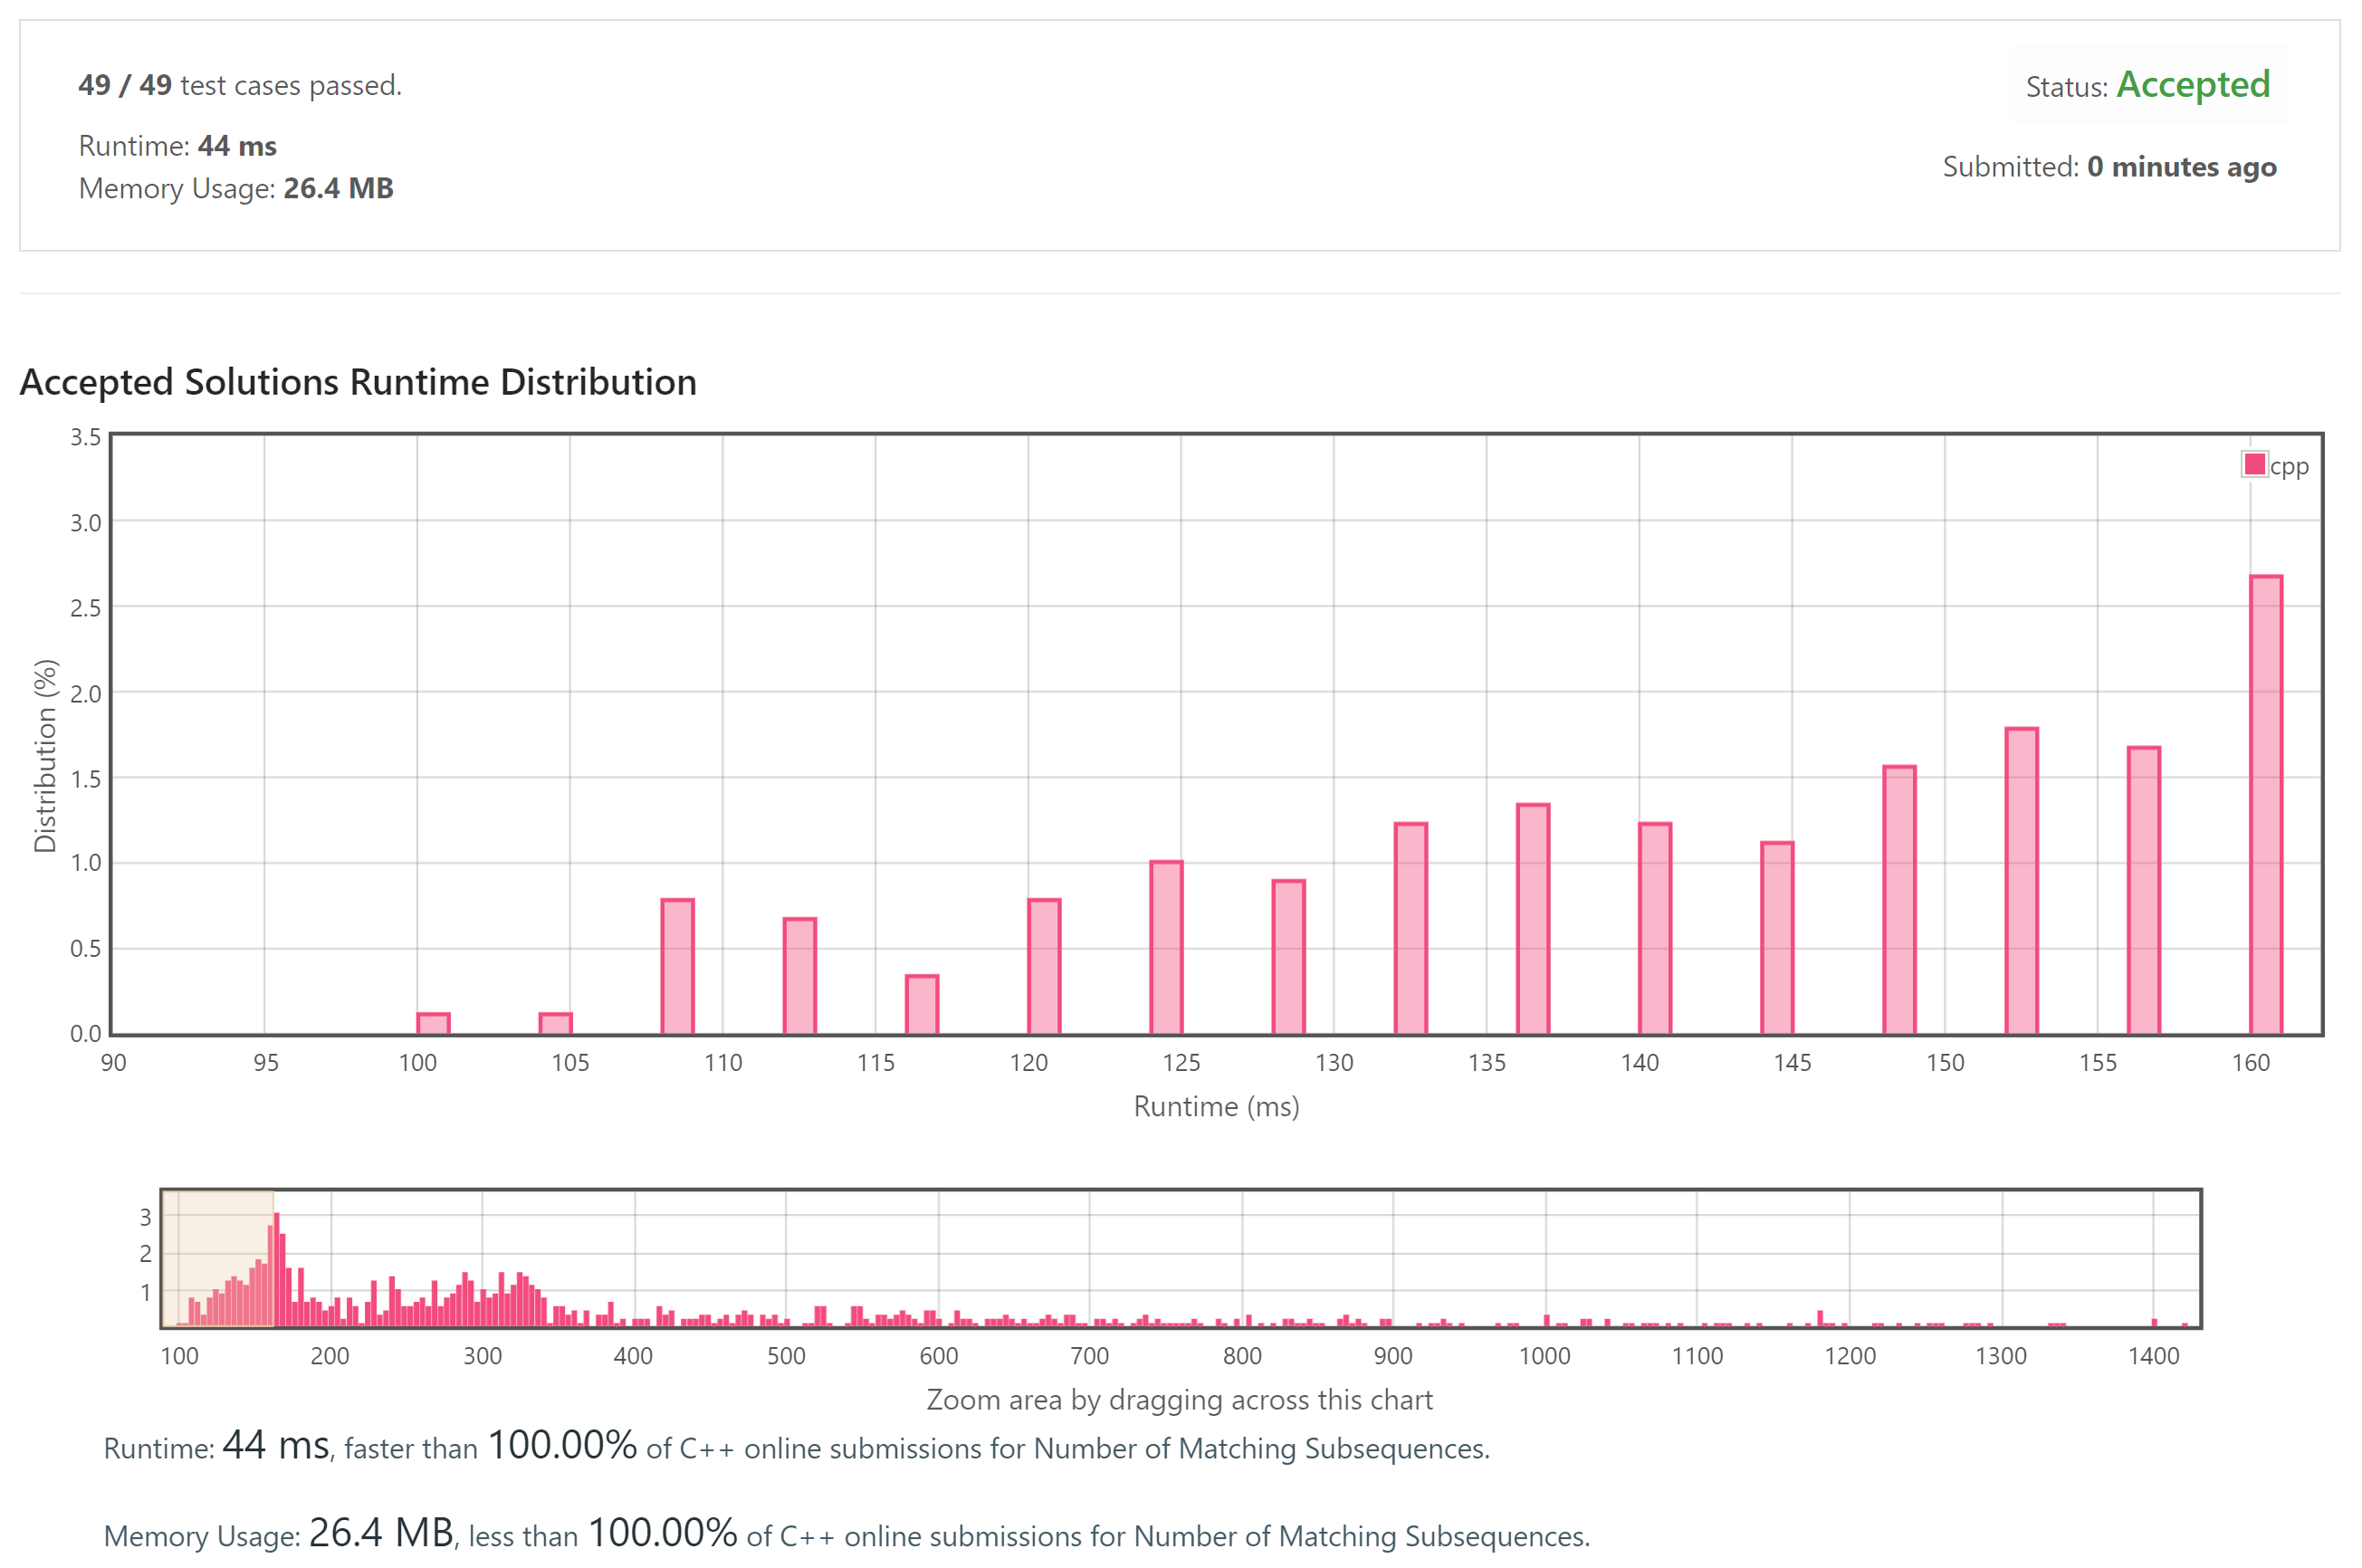 49 / 49 test cases passed.
Status: Accepted
Runtime: 44 ms
Submitted: 0 minutes ago
Memory Usage: 26.4 MB
Accepted Solutions Runtime Distribution
cpp
Distribution (%)
3.5
3.0
2.5
2.0
1.5
1.0
0.5
0.0
90 95 100 105 110 115 120 125 130 135 140 145 150 155 160
Runtime (ms)
3
2
1
100 200 300 400 500 600 700 800 900 1000 1100 1200 1300 1400
Zoom area by dragging across this chart
Runtime: 44 ms, faster than 100.00% of C++ online submissions for Number of Matching Subsequences.
Memory Usage: 26.4 MB, less than 100.00% of C++ online submissions for Number of Matching Subsequences.